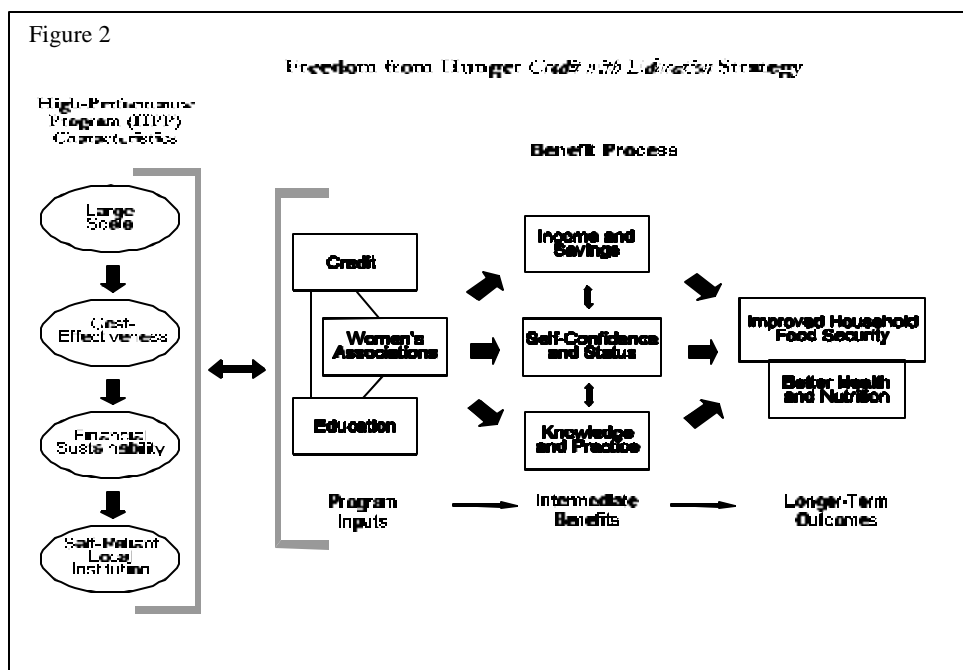 Figure 2
Freedom from Hunger Credit with Education Strategy
High-Performance
Program (HPP)
Characteristics
Benefit Process
Large
Scale
Cost-
Effectiveness
Financial
Sustainability
Self-Reliant
Local
Institution
Credit
Women's
Associations
Education
Income and
Savings
Self-Confidence
and Status
Knowledge
and Practice
Improved Household
Food Security
Better Health
and Nutrition
Program
Inputs
Intermediate
Benefits
Longer-Term
Outcomes